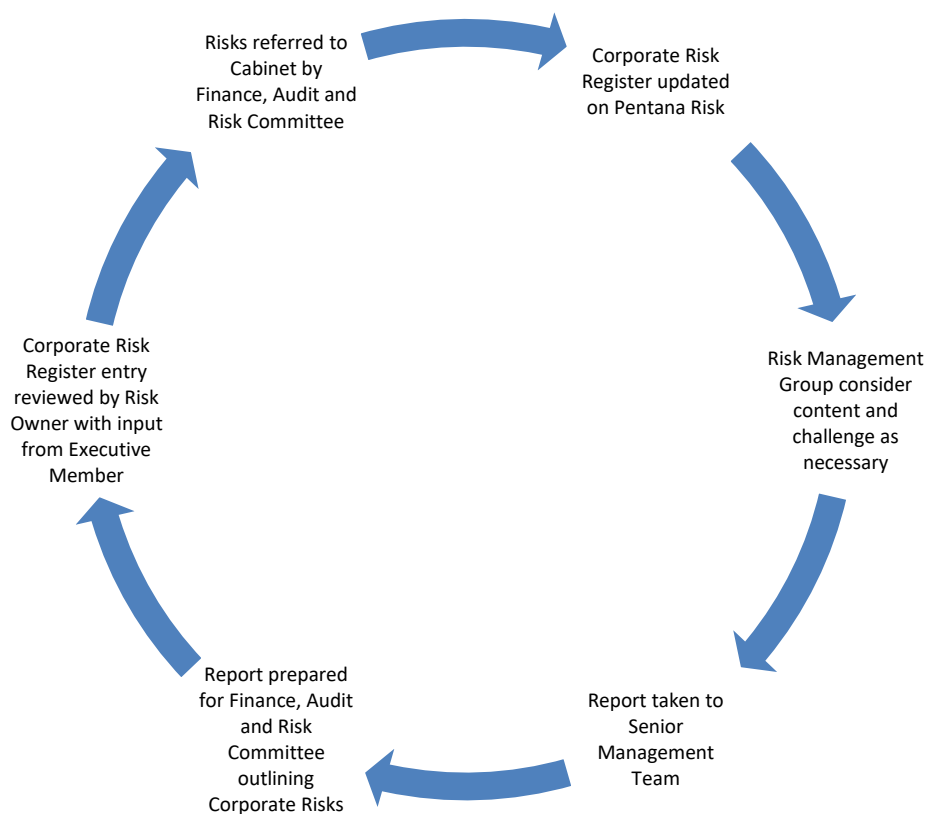 Risks referred to
Cabinet by
Finance, Audit and
Risk Committee
Corporate Risk
Register updated
on Pentana Risk
Risk Management
Group consider
content and
challenge as
necessary
Report taken to
Senior
Management
Team
Report prepared
for Finance, Audit
and Risk
Committee
outlining
Corporate Risks
Corporate Risk
Register entry
reviewed by Risk
Owner with input
from Executive
Member